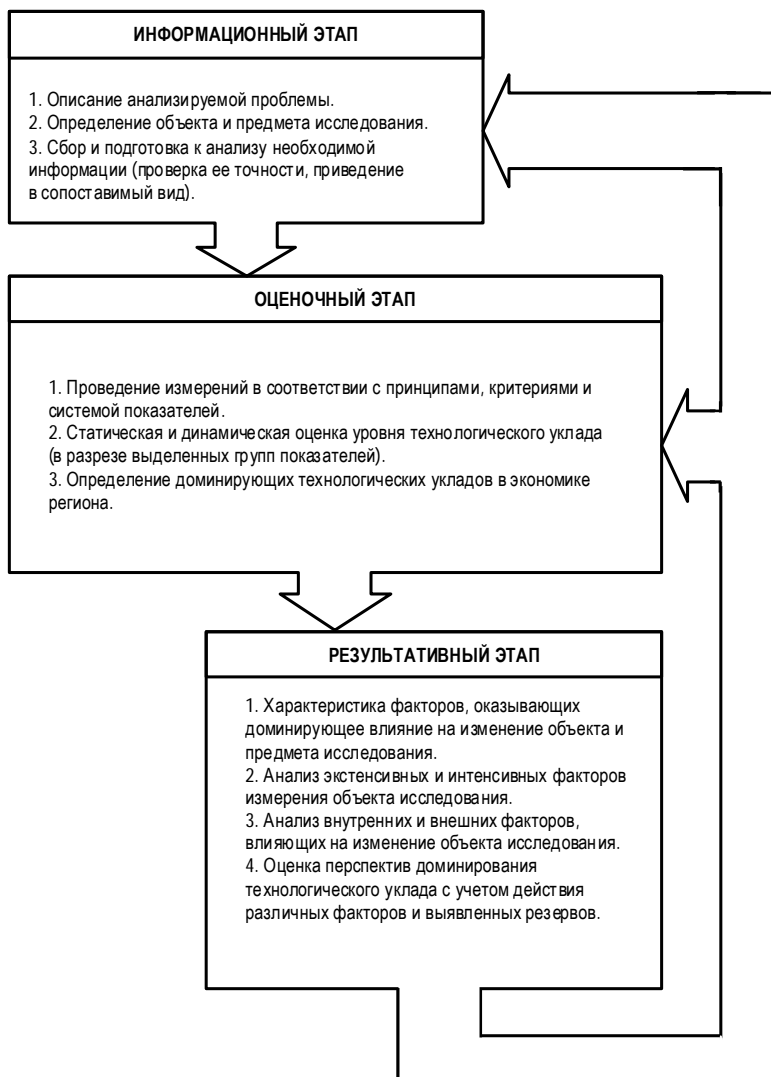 ИНФОРМАЦИОННЫЙ ЭТАП
1. Описание анализируемой проблемы.
2. Определение объекта и предмета исследования.
3. Сбор и подготовка к анализу необходимой
информации (проверка ее точности, приведение
в сопоставимый вид).
ОЦЕНОЧНЫЙ ЭТАП
1. Проведение измерений в соответствии с принципами, критериями и
системой показателей.
2. Статическая и динамическая оценка уровня технологического уклада
(в разрезе выделенных групп показателей).
3. Определение доминирующих технологических укладов в экономике
региона.
РЕЗУЛЬТАТИВНЫЙ ЭТАП
1. Характеристика факторов, оказывающих
доминирующее влияние на изменение объекта и
предмета исследования.
2. Анализ экстенсивных и интенсивных факторов
измерения объекта исследования.
3. Анализ внутренних и внешних факторов,
влияющих на изменение объекта исследования.
4. Оценка перспектив доминирования
технологического уклада с учетом действия
различных факторов и выявленных резервов.